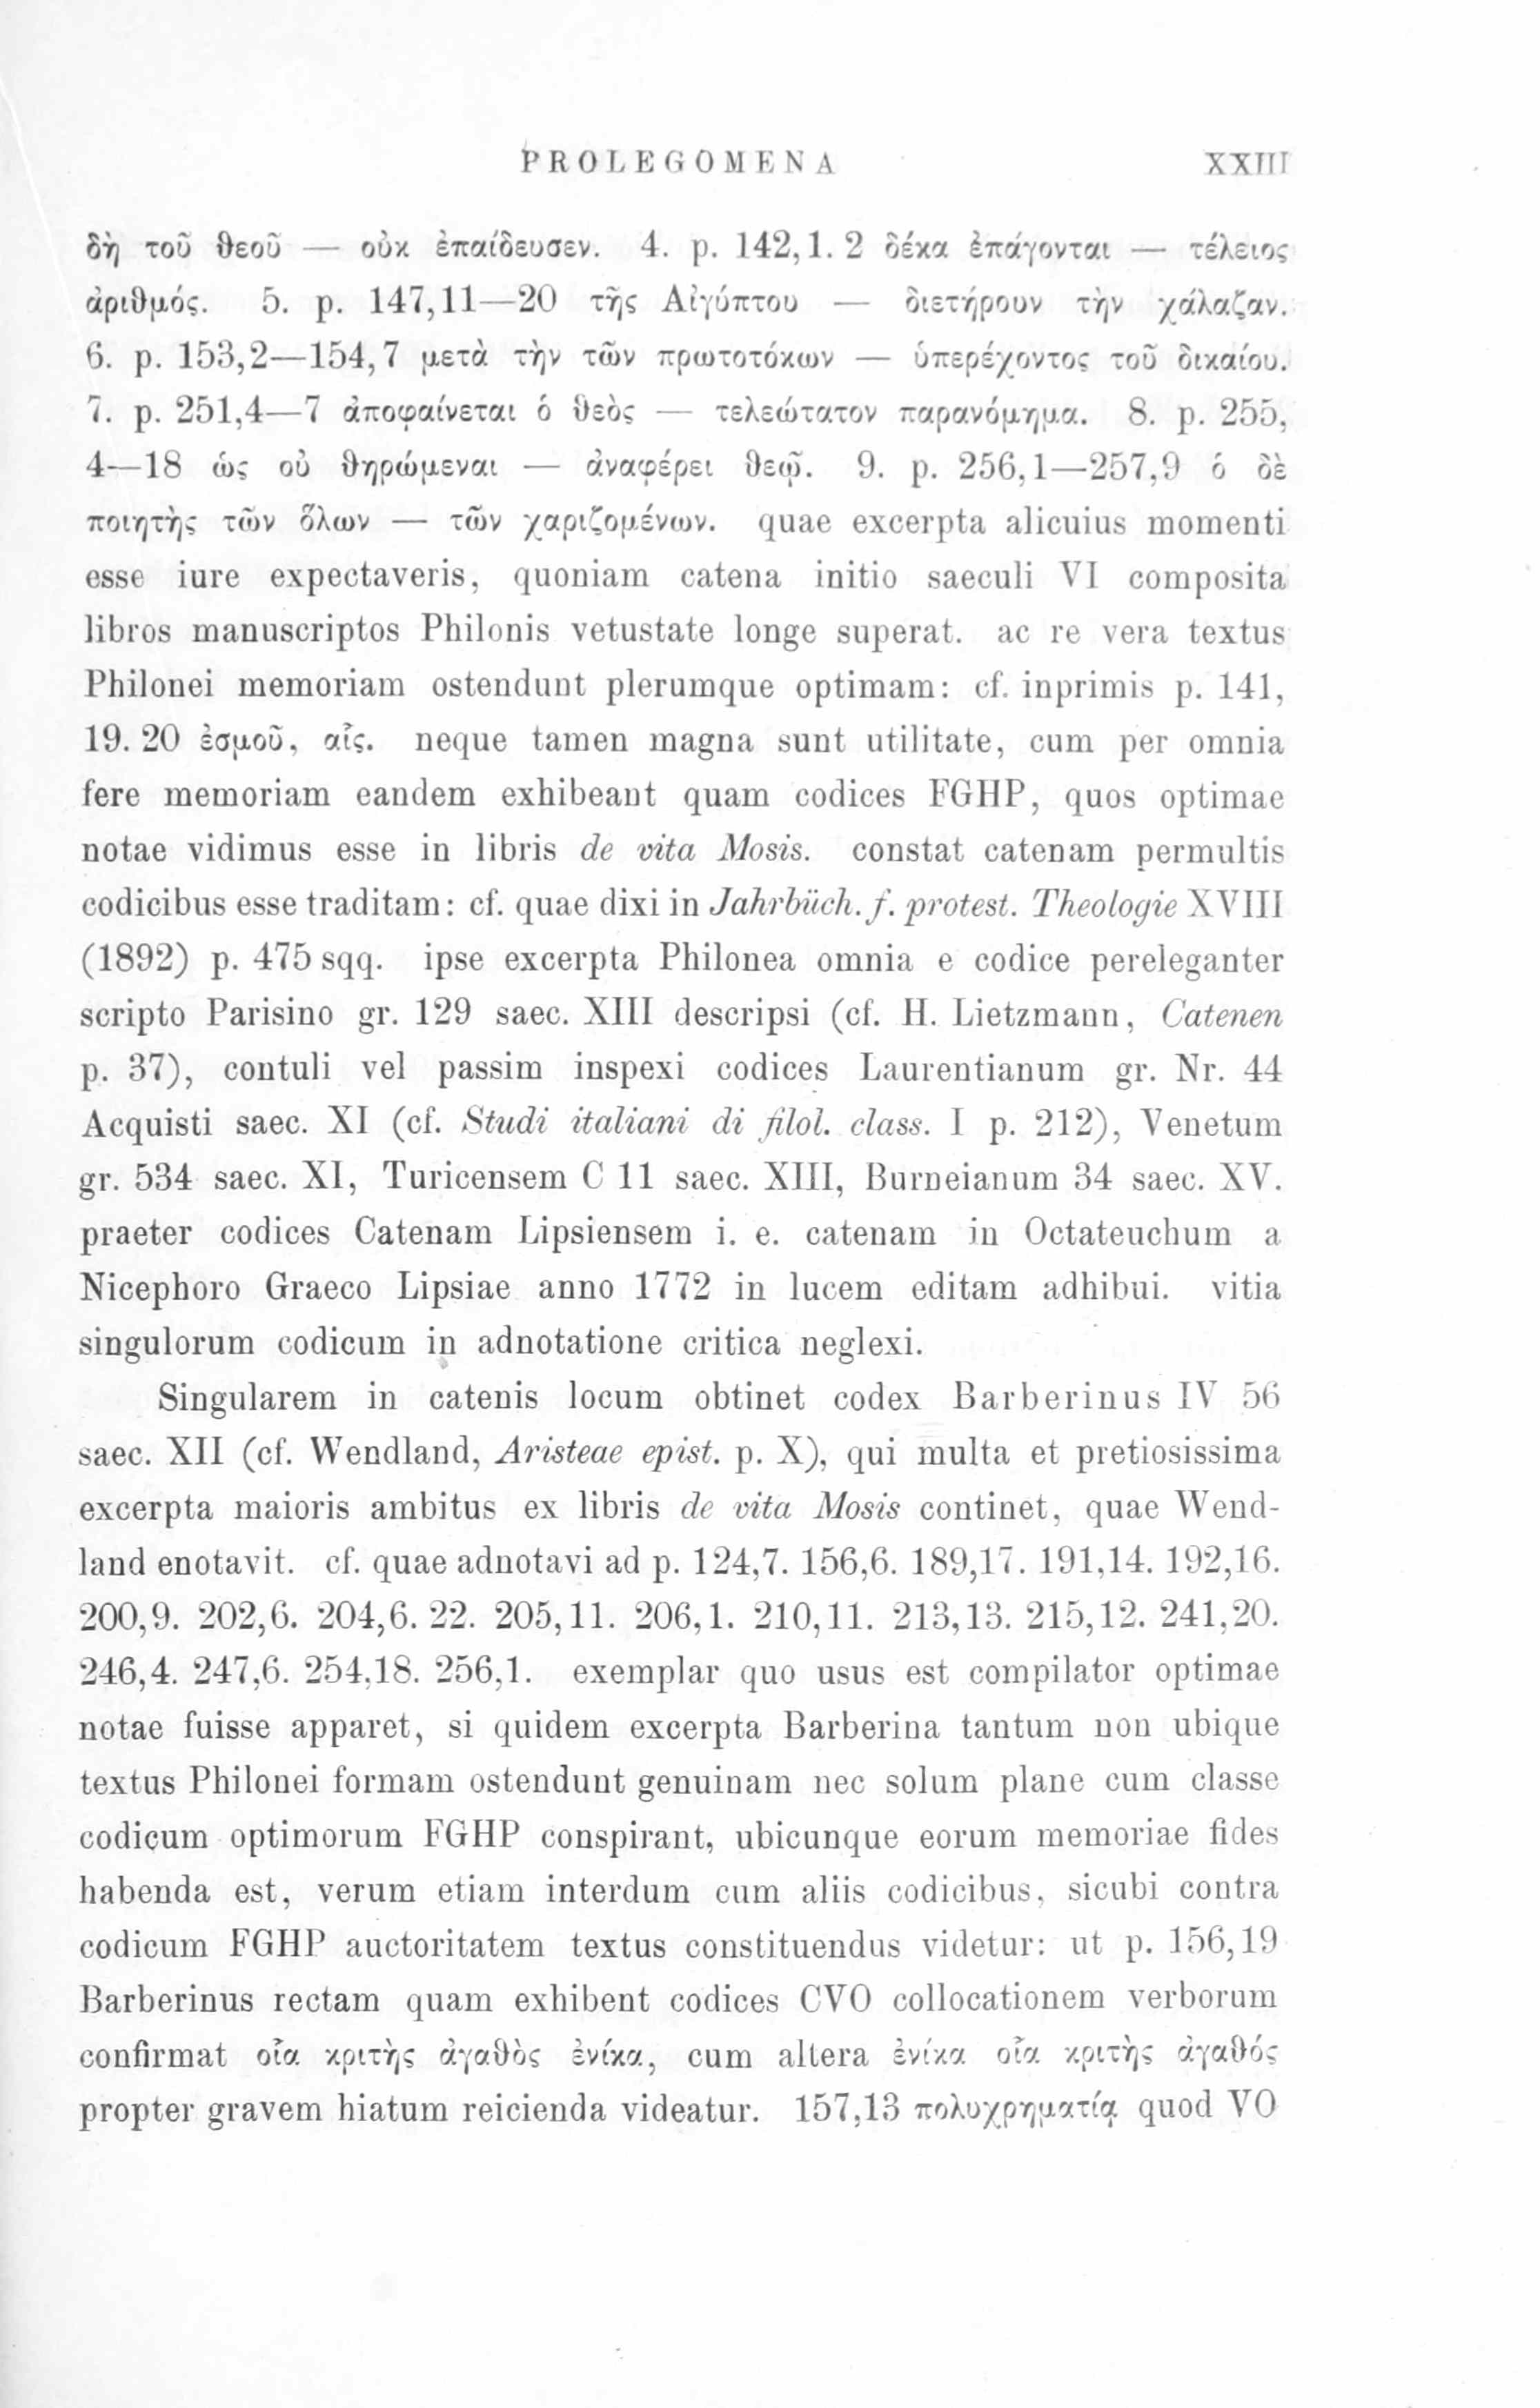 PROLEGOMENA XXIII
δὴ τοῦ θεοῦ — οὐκ ἐπαίδευσεν. 4. p. 142,1. 2 δέκα ἐπάγονται — τέλειος
ἀριθμός. 5. p. 147,11—20 τῆς Αἰγύπτου — διετήρουν τὴν χάλαζαν.
6. p. 153,2—154,7 μετὰ τὴν τῶν πρωτοτόκων — ὑπερέχοντος τοῦ δικαίου.
7. p. 251,4—7 ἀποφαίνεται ὁ θεὸς — τελεώτατον παρανόμημα. 8. p. 255,
4—18 ὡς οὐ θηρώμεναι — ἀναφέρει θεῷ. 9. p. 256,1—257,9 ὁ δὲ
ποιητὴς τῶν ὅλων — τῶν χαριζομένων. quae excerpta alicuius momenti
esse iure expectaveris, quoniam catena initio saeculi VI composita
libros manuscriptos Philonis vetustate longe superat. ac re vera textus
Philonei memoriam ostendunt plerumque optimam: cf. inprimis p. 141,
19. 20 ἑσμοῦ, αἷς. neque tamen magna sunt utilitate, cum per omnia
fere memoriam eandem exhibeant quam codices FGHP, quos optimae
notae vidimus esse in libris de vita Mosis. constat catenam permultis
codicibus esse traditam: cf. quae dixi in Jahrbüch. f. protest. Theologie XVIII
(1892) p. 475 sqq. ipse excerpta Philonea omnia e codice pereleganter
scripto Parisino gr. 129 saec. XIII descripsi (cf. H. Lietzmann, Catenen
p. 37), contuli vel passim inspexi codices Laurentianum gr. Nr. 44
Acquisti saec. XI (cf. Studi italiani di filol. class. I p. 212), Venetum
gr. 534 saec. XI, Turicensem C 11 saec. XIII, Burneianum 34 saec. XV.
praeter codices Catenam Lipsiensem i. e. catenam in Octateuchum a
Nicephoro Graeco Lipsiae anno 1772 in lucem editam adhibui. vitia
singulorum codicum in adnotatione critica neglexi.
Singularem in catenis locum obtinet codex Barberinus IV 56
saec. XII (cf. Wendland, Aristeae epist. p. X), qui multa et pretiosissima
excerpta maioris ambitus ex libris de vita Mosis continet, quae Wend-
land enotavit. cf. quae adnotavi ad p. 124,7. 156,6. 189,17. 191,14. 192,16.
200,9. 202,6. 204,6. 22. 205,11. 206,1. 210,11. 213,13. 215,12. 241,20.
246,4. 247,6. 254,18. 256,1. exemplar quo usus est compilator optimae
notae fuisse apparet, si quidem excerpta Barberina tantum non ubique
textus Philonei formam ostendunt genuinam nec solum plane cum classe
codicum optimorum FGHP conspirant, ubicunque eorum memoriae fides
habenda est, verum etiam interdum cum aliis codicibus, sicubi contra
codicum FGHP auctoritatem textus constituendus videtur: ut p. 156,19
Barberinus rectam quam exhibent codices CVO collocationem verborum
confirmat οἷα κριτὴς ἀγαθὸς ἐνίκα, cum altera ἐνίκα οἷα κριτὴς ἀγαθός
propter gravem hiatum reicienda videatur. 157,13 πολυχρηματίᾳ quod VO